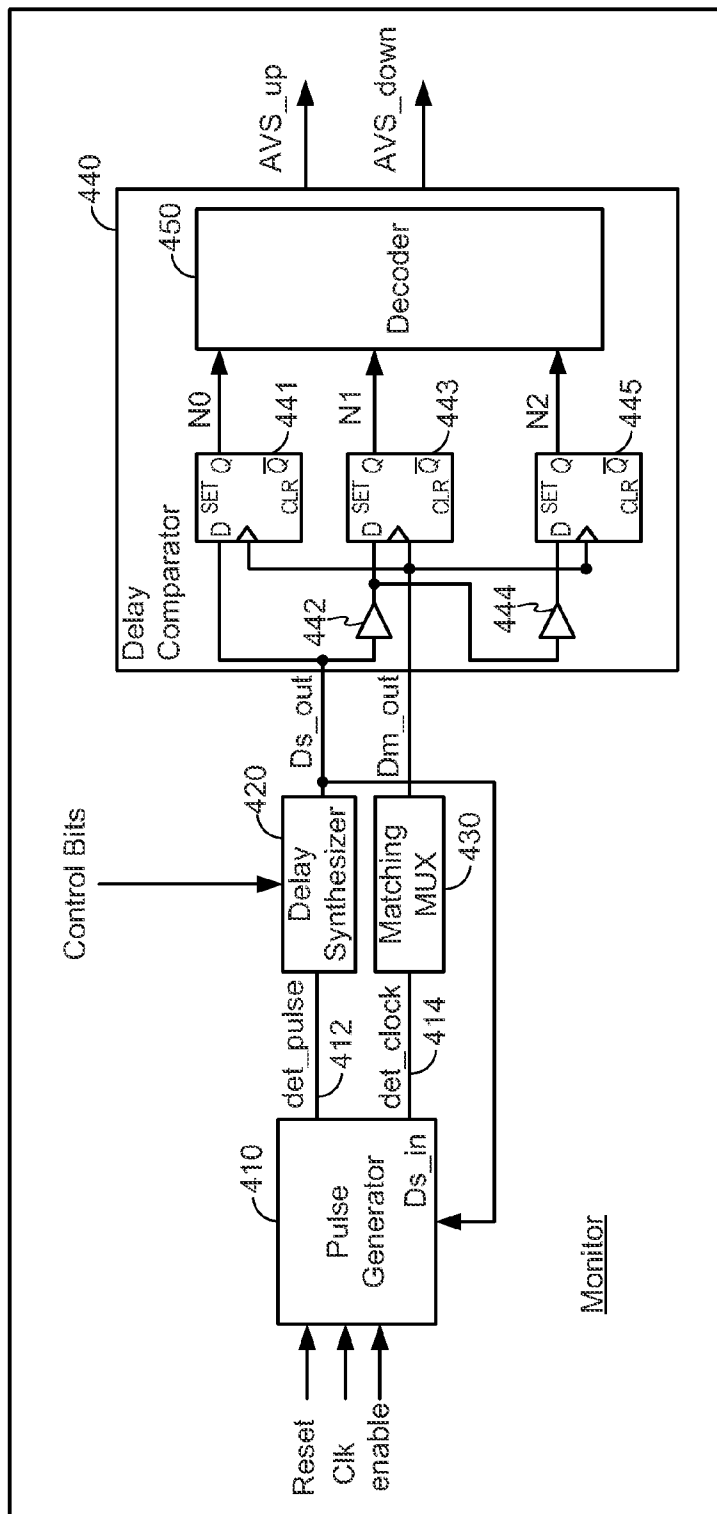 Control Bits
Reset
Clk
enable
410
Pulse
Generator
Ds_in
det_pulse
412
det_clock
414
420
Delay
Synthesizer
Matching
MUX
430
Ds_out
Dm_out
Delay
Comparator
440
442
444
D
SET
Q
Q
CLR
441
D
SET
Q
Q
CLR
443
D
SET
Q
Q
CLR
445
N0
N1
N2
450
Decoder
AVS_up
AVS_down
Monitor